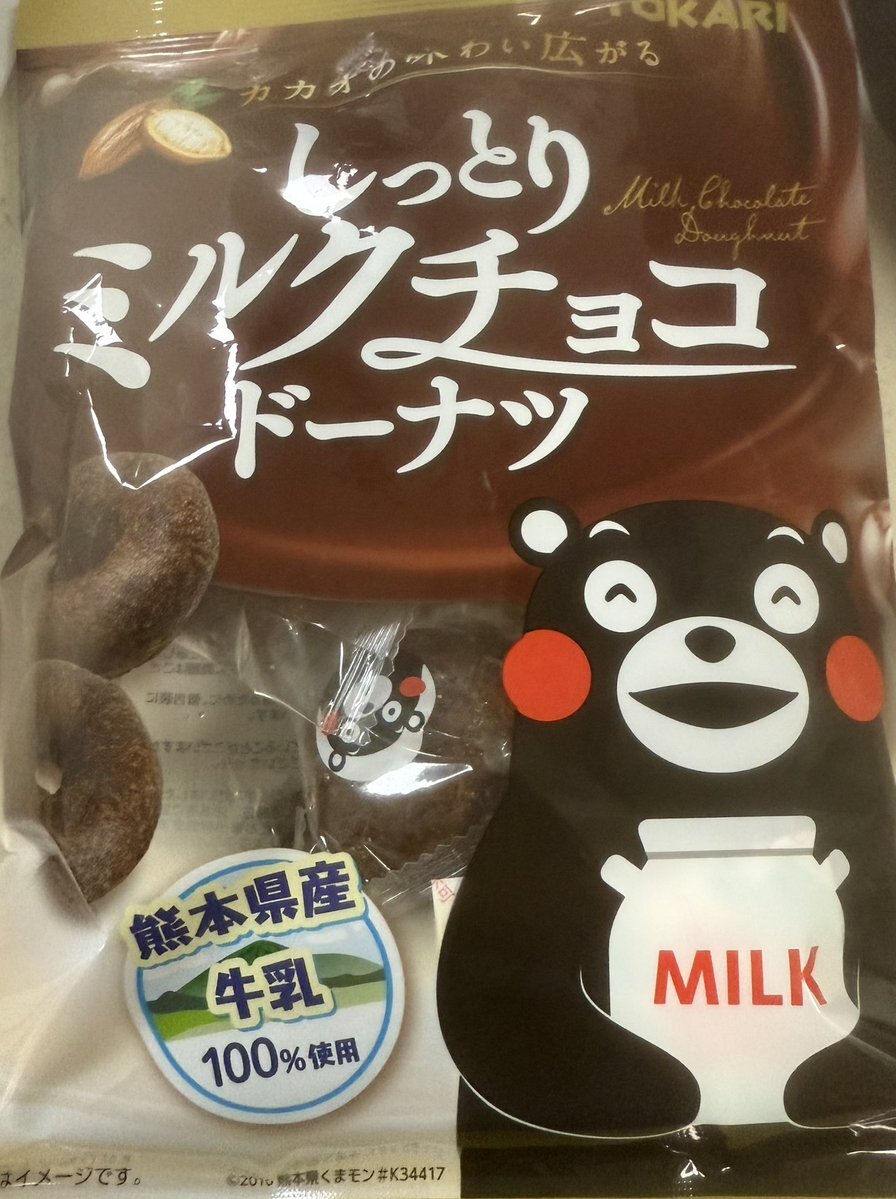 YUKARI
カカオの味わい広がる
しっとり
Milk Chocolate
Doughnut
ミルクチョコ
ドーナツ
熊本県産
牛乳
100%使用
MILK
はイメージです。
©2010 熊本県くまモン#K34417